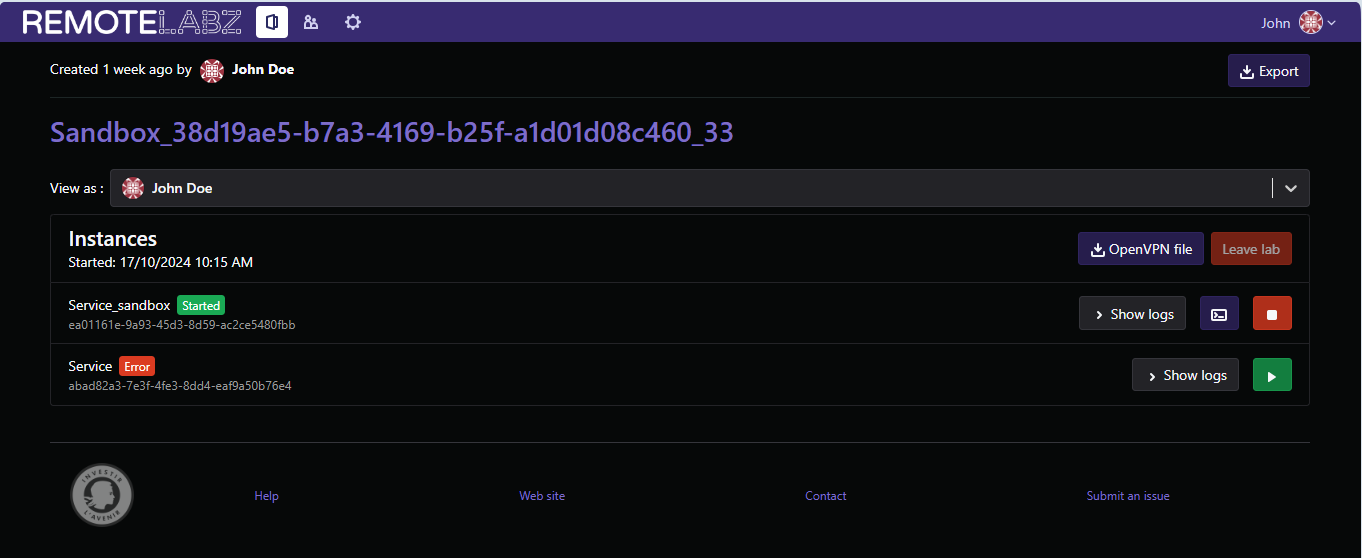 REMOTELABZ
John
Created 1 week ago by John Doe
Export
Sandbox_38d19ae5-b7a3-4169-b25f-a1d01d08c460_33
View as : John Doe
Instances
Started: 17/10/2024 10:15 AM
OpenVPN file
Leave lab
Service_sandbox Started
ea01161e-9a93-45d3-8d59-ac2ce5480fbb
Show logs
Service Error
abad82a3-7e3f-4fe3-8dd4-eaf9a50b76e4
Show logs
INVESTIR
L'AVENIR
Help
Web site
Contact
Submit an issue